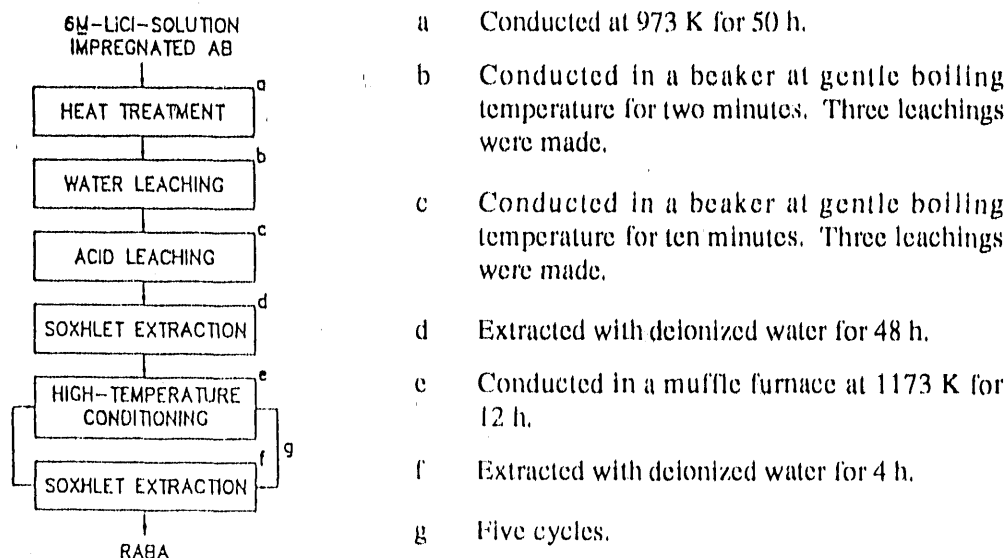 6M-LiCl-SOLUTION
IMPREGNATED AB
a
HEAT TREATMENT
b
WATER LEACHING
c
ACID LEACHING
d
SOXHLET EXTRACTION
e
HIGH-TEMPERATURE
CONDITIONING
g
f
SOXHLET EXTRACTION
RABA
a Conducted at 973 K for 50 h.
b Conducted in a beaker at gentle boiling
temperature for two minutes. Three leachings
were made.
c Conducted in a beaker at gentle boiling
temperature for ten minutes. Three leachings
were made.
d Extracted with deionized water for 48 h.
e Conducted in a muffle furnace at 1173 K for
12 h.
f Extracted with deionized water for 4 h.
g Five cycles.